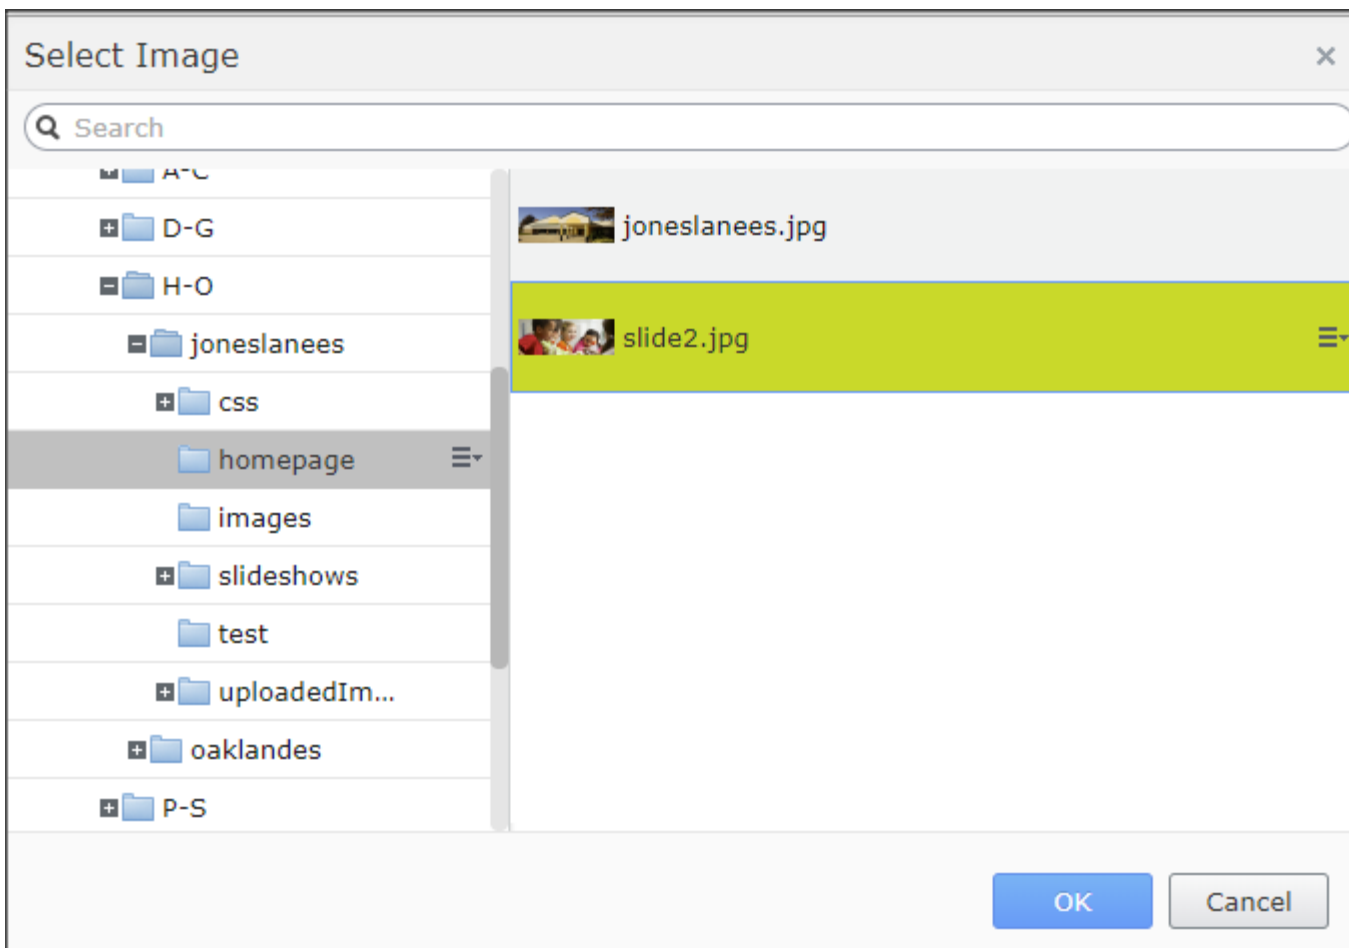 Select Image
Search
A-C
D-G
H-O
joneslanees
css
homepage
images
slideshows
test
uploadedIm...
oaklandes
P-S
joneslanees.jpg
slide2.jpg
OK
Cancel